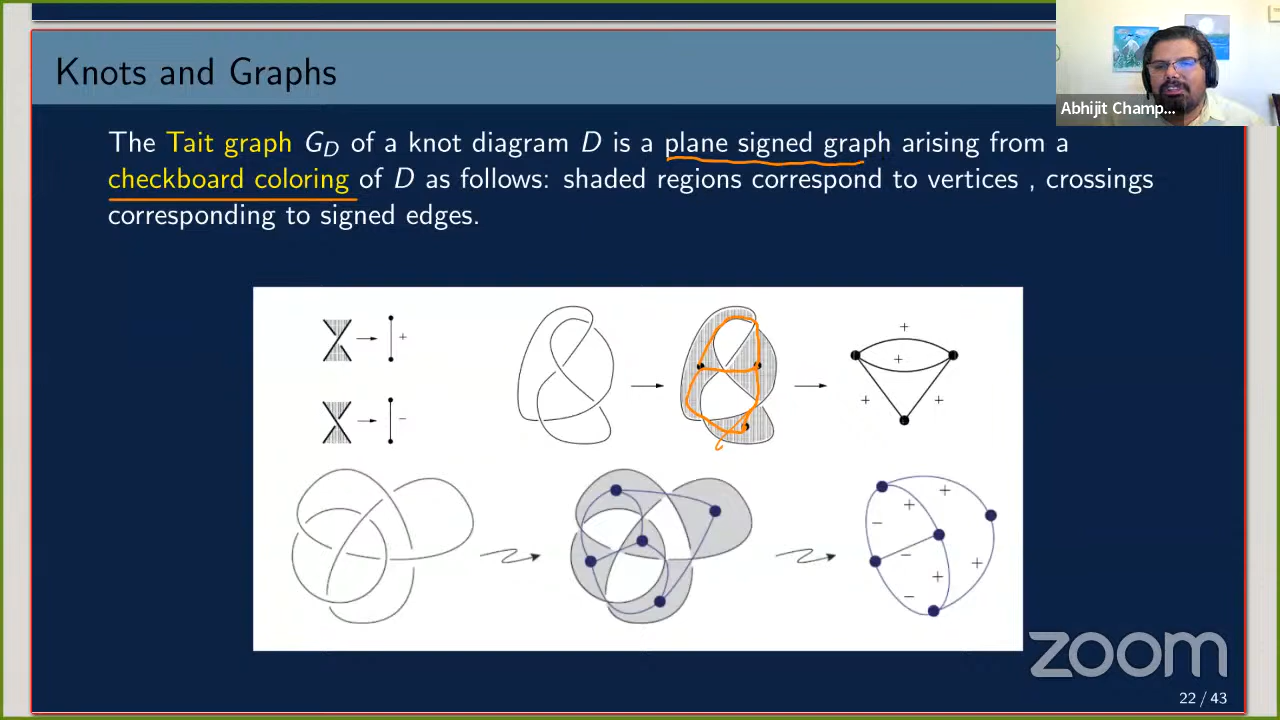 Knots and Graphs
Abhijit Champ...
The Tait graph G_D of a knot diagram D is a plane signed graph arising from a
checkboard coloring of D as follows: shaded regions correspond to vertices , crossings
corresponding to signed edges.
+
−
+
+
+
+
+
+
−
−
+
+
−
zoom
22 / 43